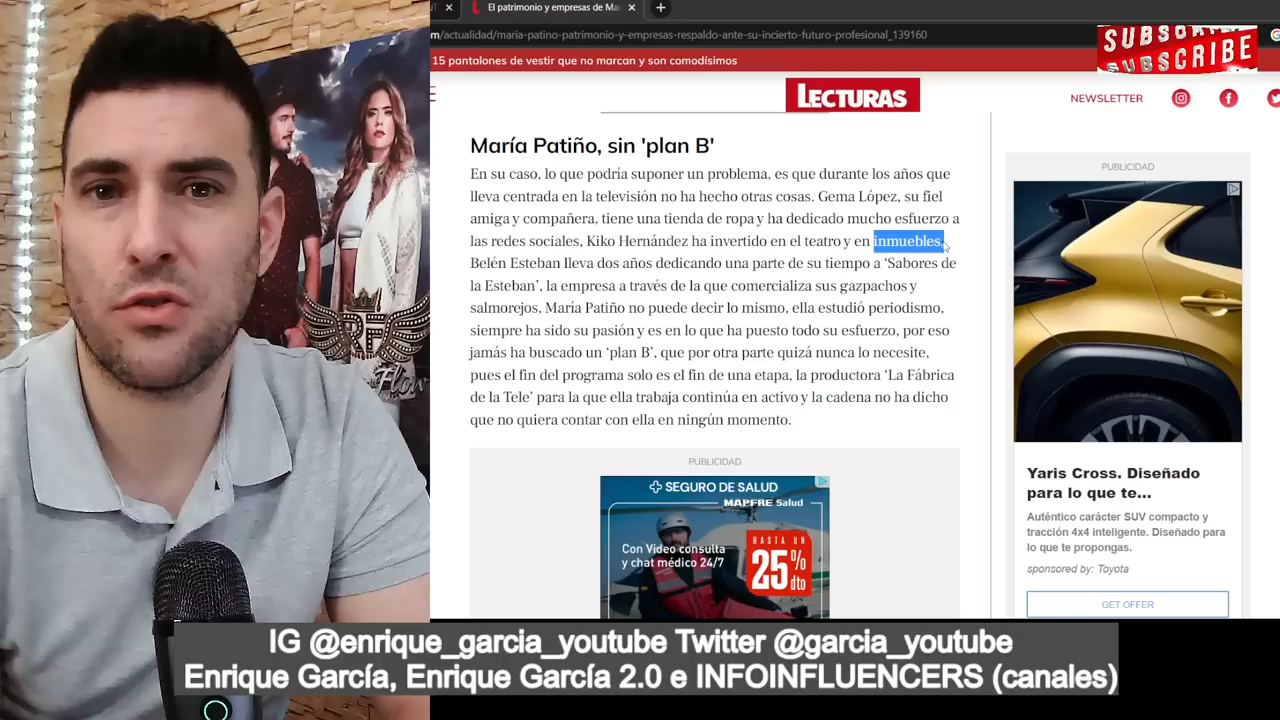 El patrimonio y empresas de Ma
m/actualidad/maria-patino-patrimonio-y-empresas-respaldo-ante-su-incierto-futuro-profesional_139160
SUBSCRIBE
SUBSCRIBE
15 pantalones de vestir que no marcan y son comodísimos
LECTURAS
NEWSLETTER
María Patiño, sin 'plan B'
En su caso, lo que podría suponer un problema, es que durante los años que
lleva centrada en la televisión no ha hecho otras cosas. Gema López, su fiel
amiga y compañera, tiene una tienda de ropa y ha dedicado mucho esfuerzo a
las redes sociales, Kiko Hernández ha invertido en el teatro y en inmuebles,
Belén Esteban lleva dos años dedicando una parte de su tiempo a ‘Sabores de
la Esteban’, la empresa a través de la que comercializa sus gazpachos y
salmorejos, María Patiño no puede decir lo mismo, ella estudió periodismo,
siempre ha sido su pasión y es en lo que ha puesto todo su esfuerzo, por eso
jamás ha buscado un ‘plan B’, que por otra parte quizá nunca lo necesite,
pues el fin del programa solo es el fin de una etapa, la productora ‘La Fábrica
de la Tele’ para la que ella trabaja continúa en activo y la cadena no ha dicho
que no quiera contar con ella en ningún momento.
PUBLICIDAD
SEGURO DE SALUD
MAPFRE Salud
Con Video consulta
y chat médico 24/7
HASTA UN
25%
dto
PUBLICIDAD
Yaris Cross. Diseñado
para lo que te...
Auténtico carácter SUV compacto y
tracción 4x4 inteligente. Diseñado para
lo que te propongas.
sponsored by: Toyota
GET OFFER
RF
Flow
IG @enrique_garcia_youtube Twitter @garcia_youtube
Enrique García, Enrique García 2.0 e INFOINFLUENCERS (canales)